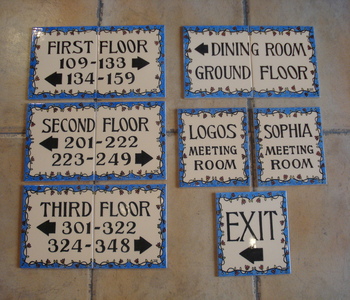 FIRST FLOOR
109-133
134-159
DINING ROOM
GROUND FLOOR
SECOND FLOOR
201-222
223-249
LOGOS
MEETING
ROOM
SOPHIA
MEETING
ROOM
THIRD FLOOR
301-322
324-348
EXIT